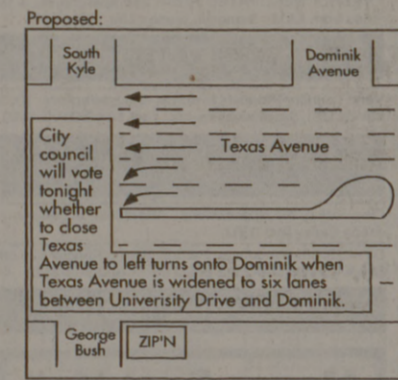 Proposed:
South
Kyle
Dominik
Avenue
Texas Avenue
City
council
will vote
tonight
whether
to close
Texas
Avenue to left turns onto Dominik when
Texas Avenue is widened to six lanes
between Univerisity Drive and Dominik.
George
Bush
ZIP'N